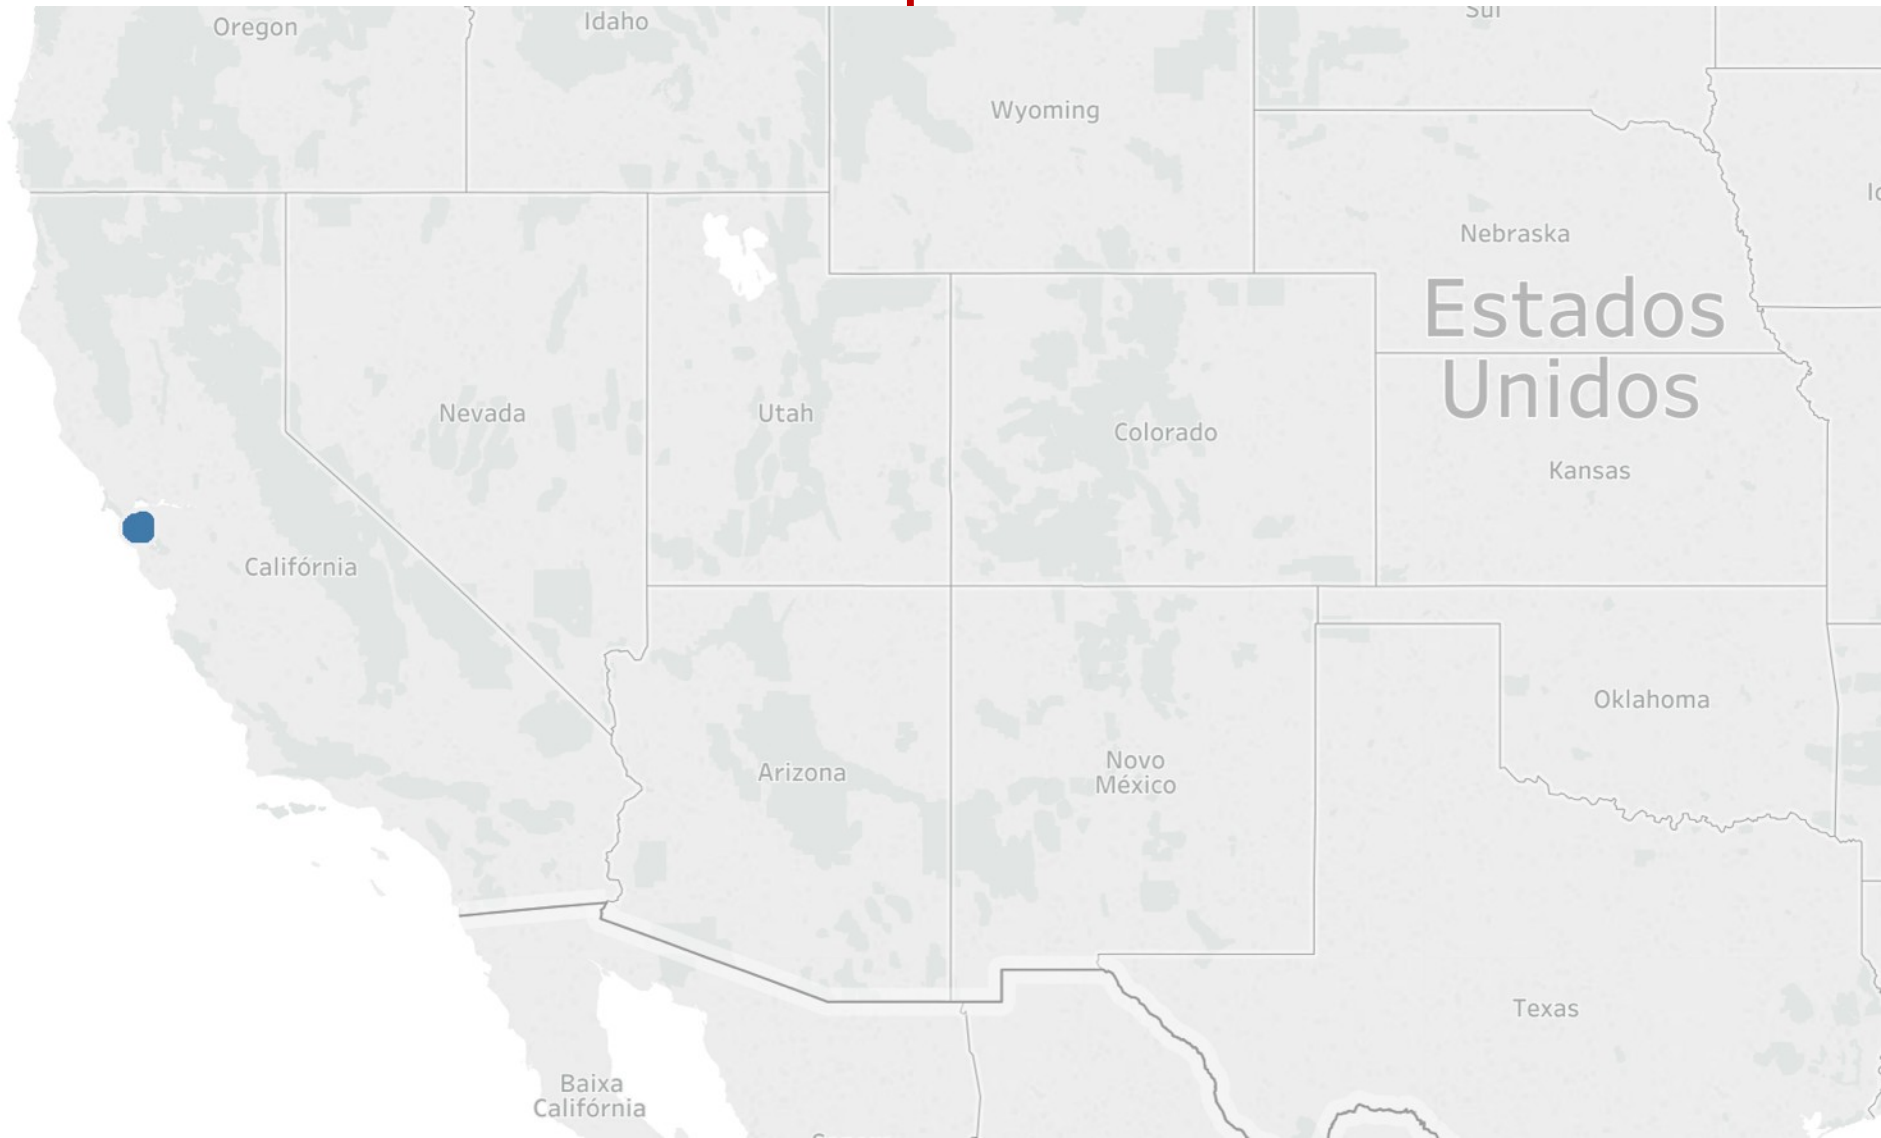 Oregon
Idaho
Sul
Wyoming
Nebraska
Estados
Unidos
Nevada
Utah
Colorado
Kansas
Califórnia
Oklahoma
Arizona
Novo
México
Texas
Baixa
Califórnia